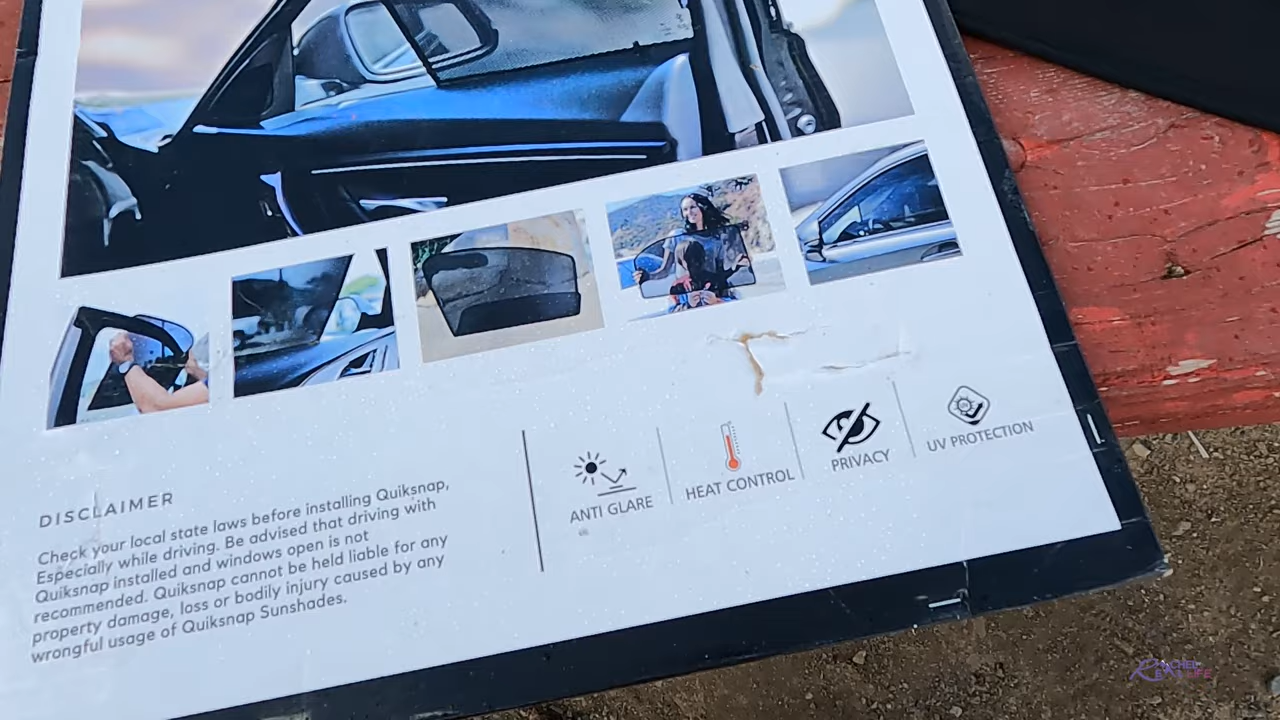 ANTI GLARE
HEAT CONTROL
PRIVACY
UV PROTECTION
DISCLAIMER
Check your local state laws before installing Quiksnap,
Especially while driving. Be advised that driving with
Quiksnap installed and windows open is not
recommended. Quiksnap cannot be held liable for any
property damage, loss or bodily injury caused by any
wrongful usage of Quiksnap Sunshades.